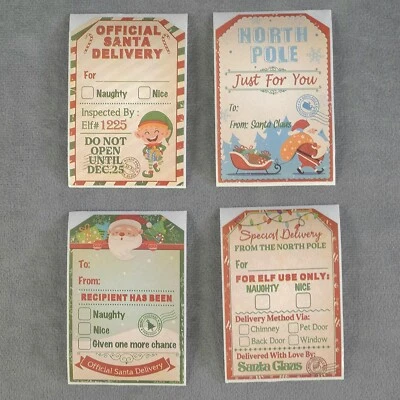 OFFICIAL
SANTA
DELIVERY
For
Naughty Nice
Inspected By:
Elf# 1225
DO NOT
OPEN
UNTIL
DEC.25
NORTH
POLE
Just For You
To:
From: Santa Claus
To:
From:
RECIPIENT HAS BEEN
Naughty
Nice
Given one more chance
Official Santa Delivery
Special Delivery
FROM THE NORTH POLE
For
FOR ELF USE ONLY:
NAUGHTY NICE
Delivery Method Via:
Chimney Pet Door
Back Door Window
Delivered With Love By:
Santa Claas